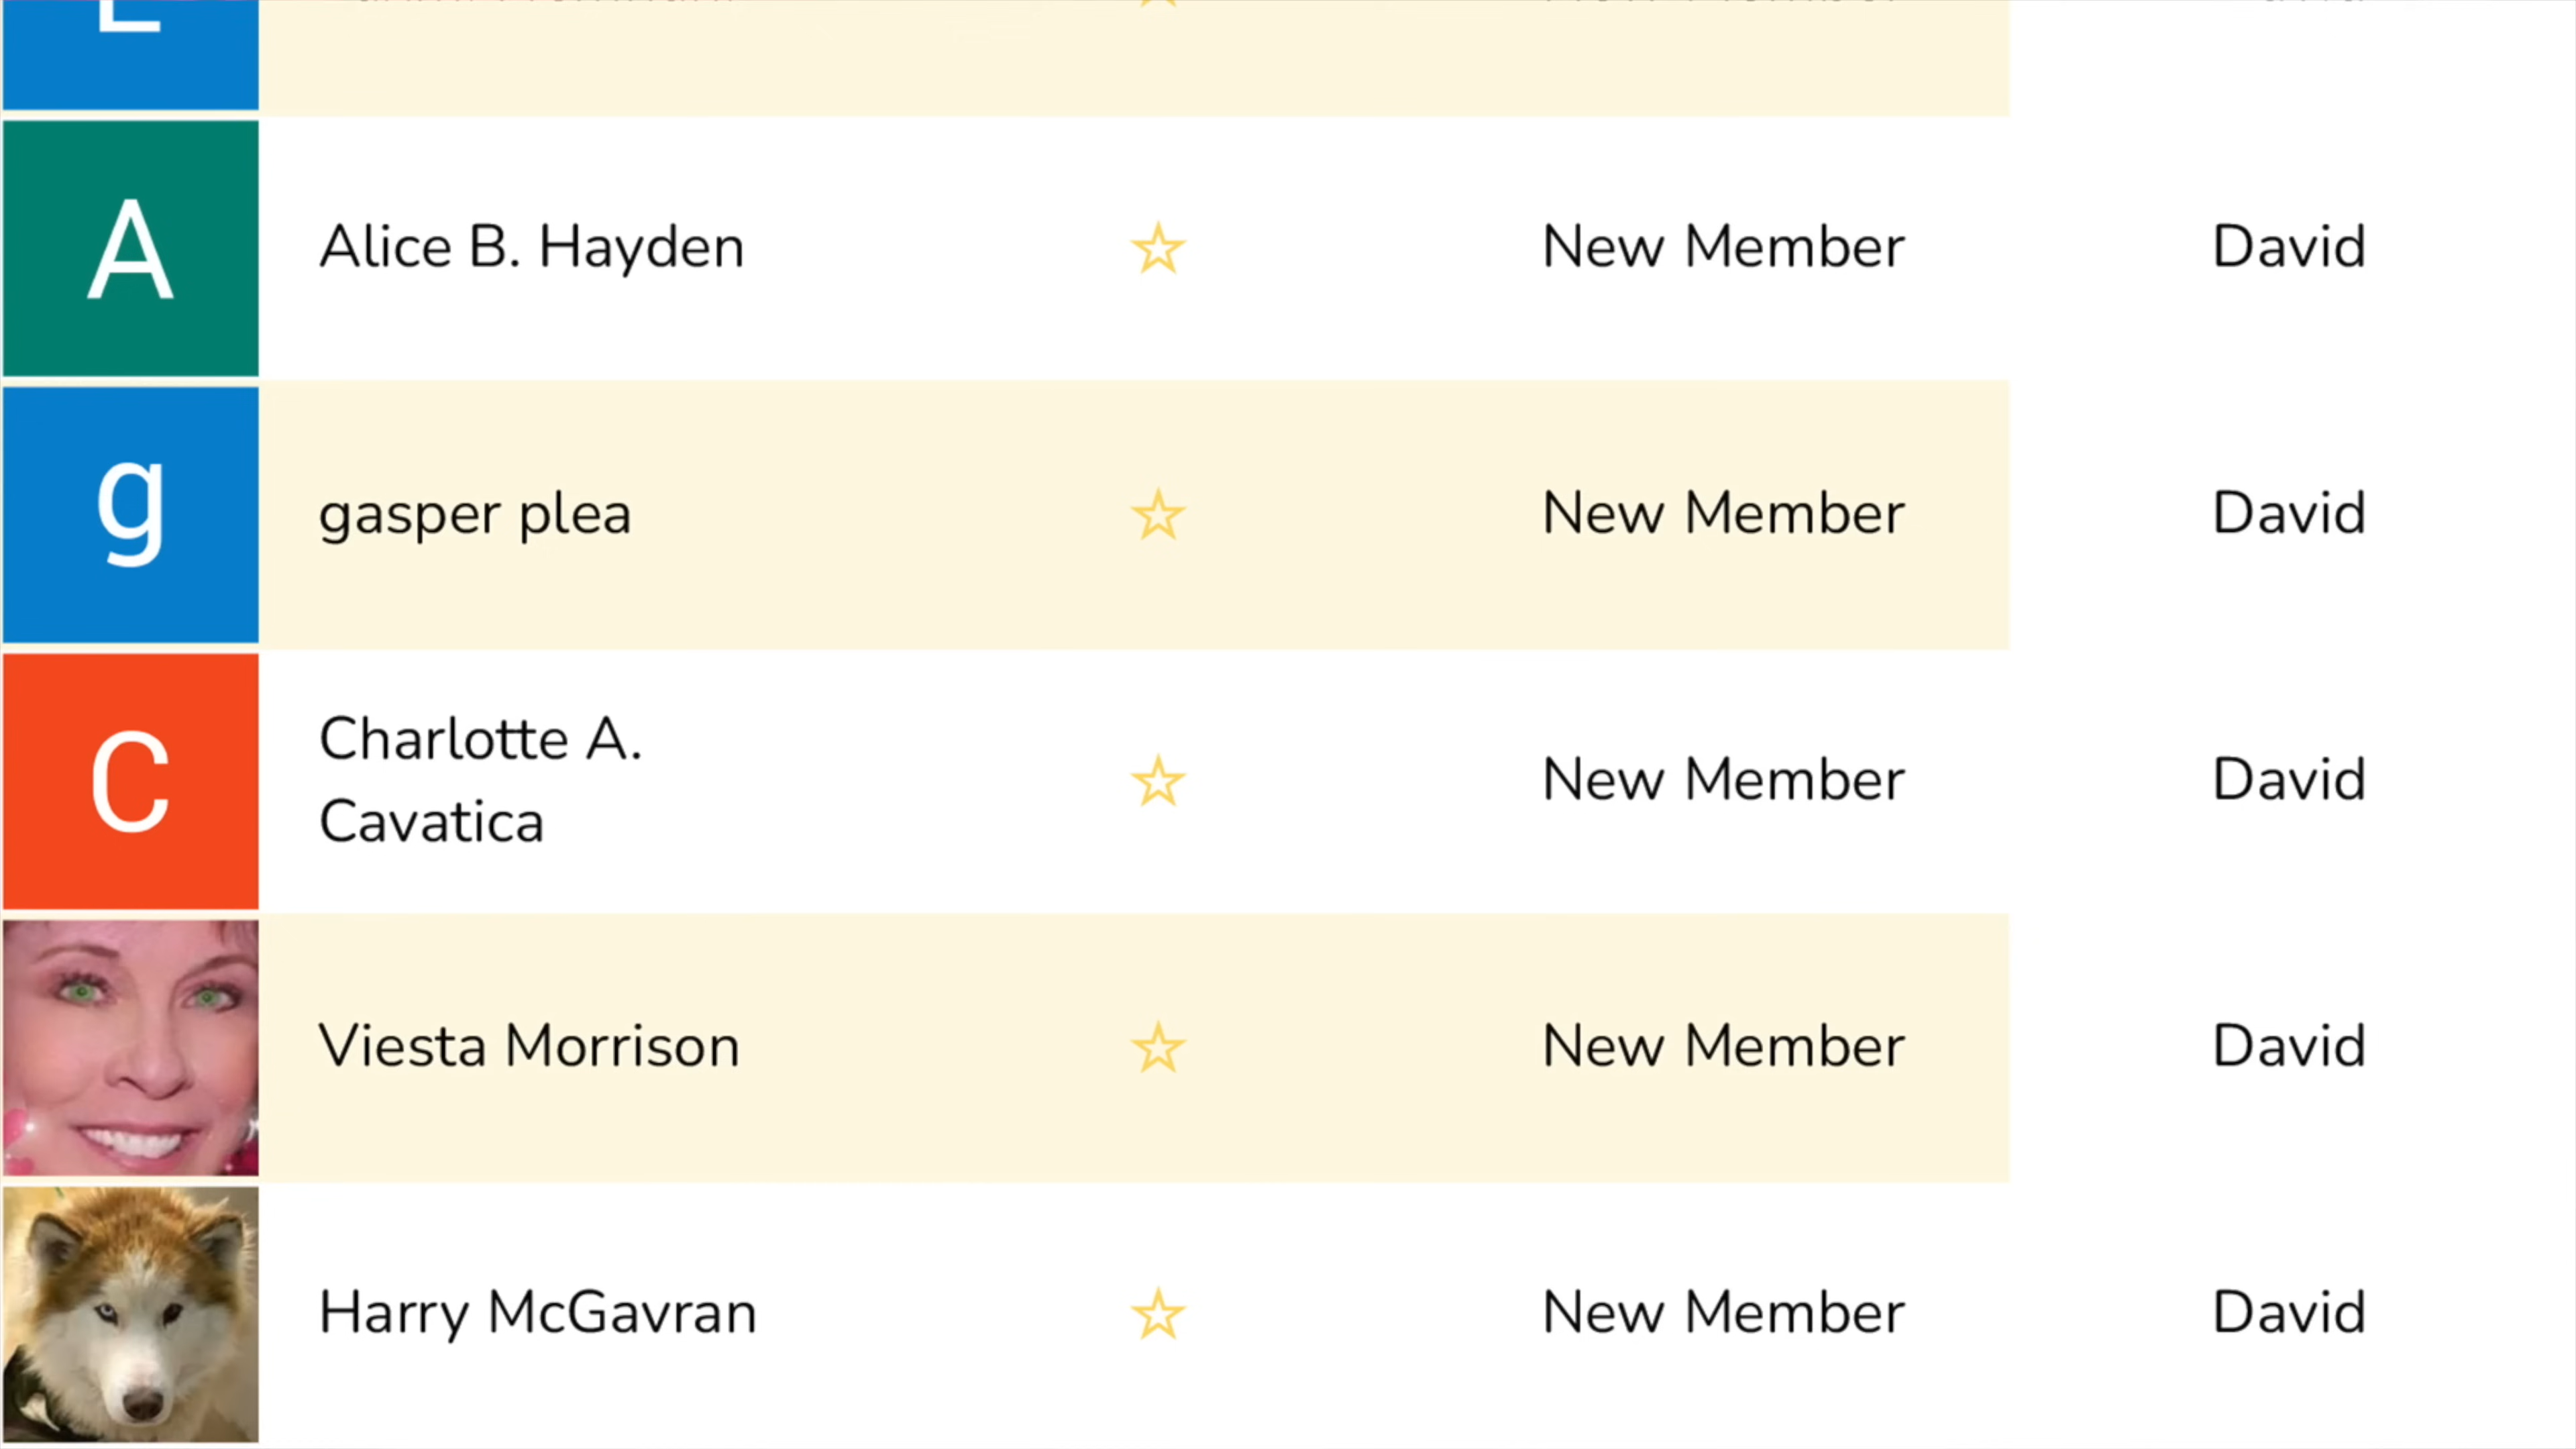 A
Alice B. Hayden
New Member
David
g
gasper plea
New Member
David
C
Charlotte A.
Cavatica
New Member
David
Viesta Morrison
New Member
David
Harry McGavran
New Member
David